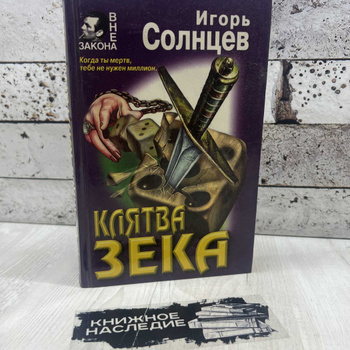 ВНЕ
ЗАКОНА
Игорь
Солнцев
Когда ты мертв,
тебе не нужен миллион...
КЛЯТВА
ЗЕКА
КНИЖНОЕ
НАСЛЕДИЕ